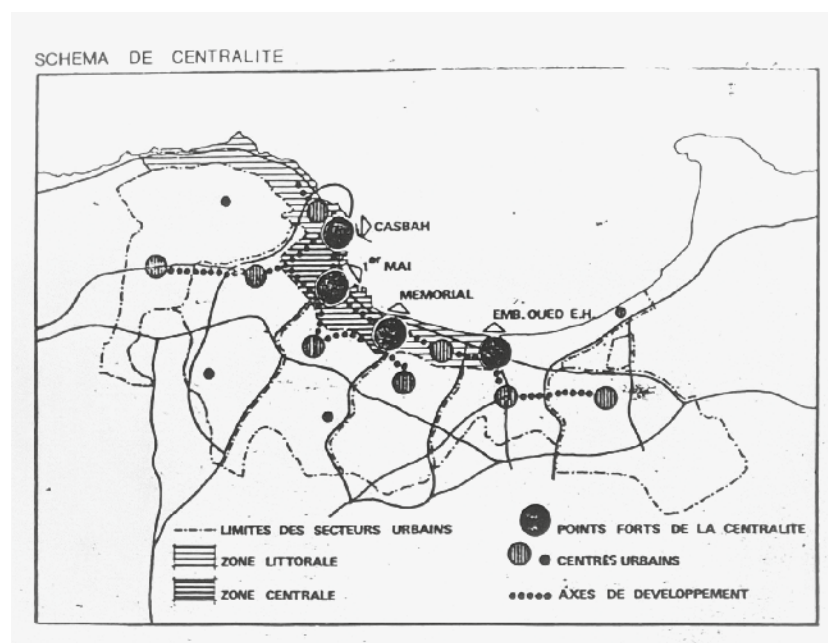 SCHEMA DE CENTRALITE
CASBAH
1er MAI
MEMORIAL
EMB. OUED E.H.
LIMITES DES SECTEURS URBAINS
ZONE LITTORALE
ZONE CENTRALE
POINTS FORTS DE LA CENTRALITE
CENTRES URBAINS
AXES DE DEVELOPPEMENT